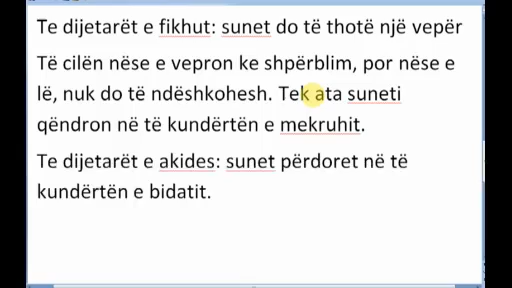 Te dijetarët e fikhut: sunet do të thotë një vepër
Të cilën nëse e vepron ke shpërblim, por nëse e
lë, nuk do të ndëshkohesh. Tek ata suneti
qëndron në të kundërtën e mekruhit.
Te dijetarët e akides: sunet përdoret në të
kundërtën e bidatit.